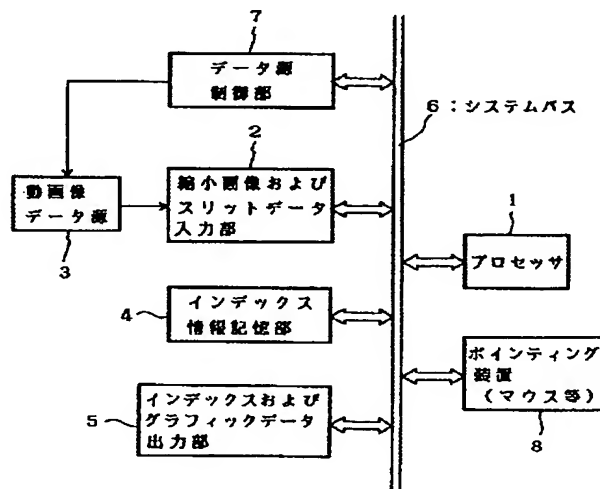 7
データ源
制御部
6：システムバス
2
縮小画像および
スリットデータ
入力部
動画像
データ源
3
1
プロセッサ
4
インデックス
情報記憶部
ポインティング
装置
（マウス等）
8
5
インデックスおよび
グラフィックデータ
出力部